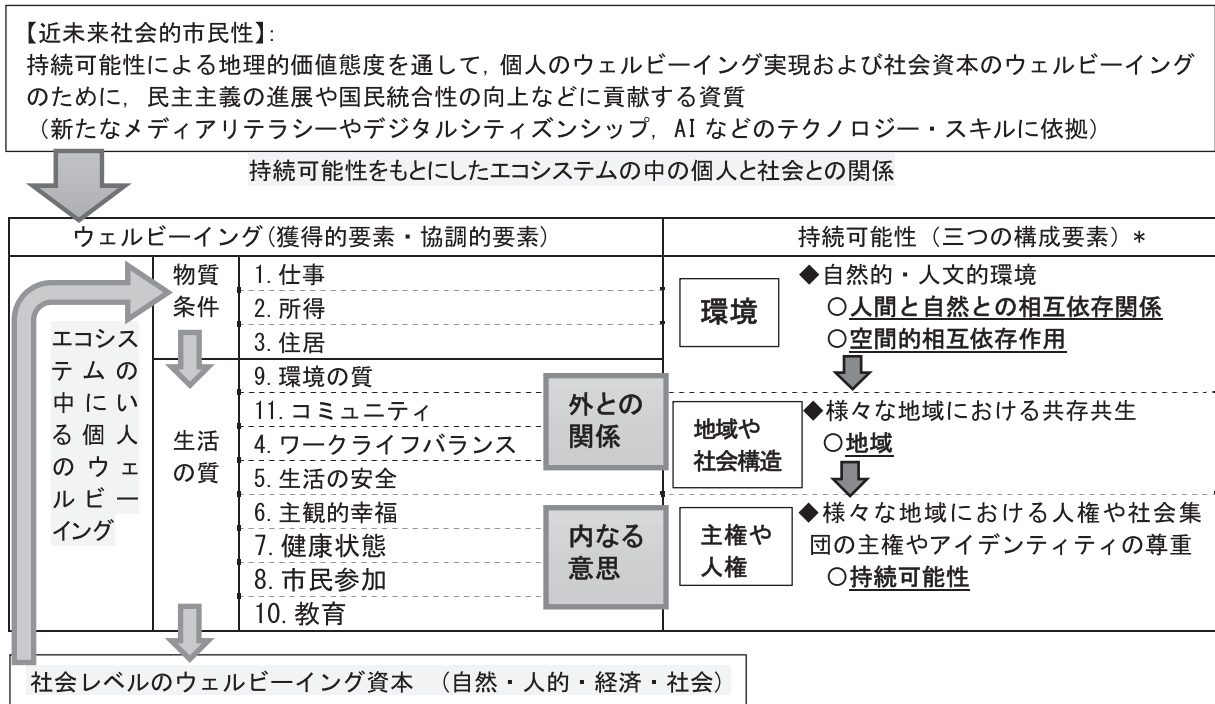 【近未来社会的市民性】:
持続可能性による地理的価値態度を通して，個人のウェルビーイング実現および社会資本のウェルビーイング
のために，民主主義の進展や国民統合性の向上などに貢献する資質
（新たなメディアリテラシーやデジタルシティズンシップ，AI などのテクノロジー・スキルに依拠）
持続可能性をもとにしたエコシステムの中の個人と社会との関係
ウェルビーイング(獲得的要素・協調的要素)
エコシス
テムの
中にい
る個人
のウェ
ルビー
イング
物質
条件
1. 仕事
2. 所得
3. 住居
生活
の質
9. 環境の質
11. コミュニティ
4. ワークライフバランス
5. 生活の安全
6. 主観的幸福
7. 健康状態
8. 市民参加
10. 教育
外との
関係
内なる
意思
持続可能性（三つの構成要素）*
環境
◆自然的・人文的環境
○人間と自然との相互依存関係
○空間的相互依存作用
地域や
社会構造
◆様々な地域における共存共生
○地域
主権や
人権
◆様々な地域における人権や社会集
団の主権やアイデンティティの尊重
○持続可能性
社会レベルのウェルビーイング資本　（自然・人的・経済・社会）